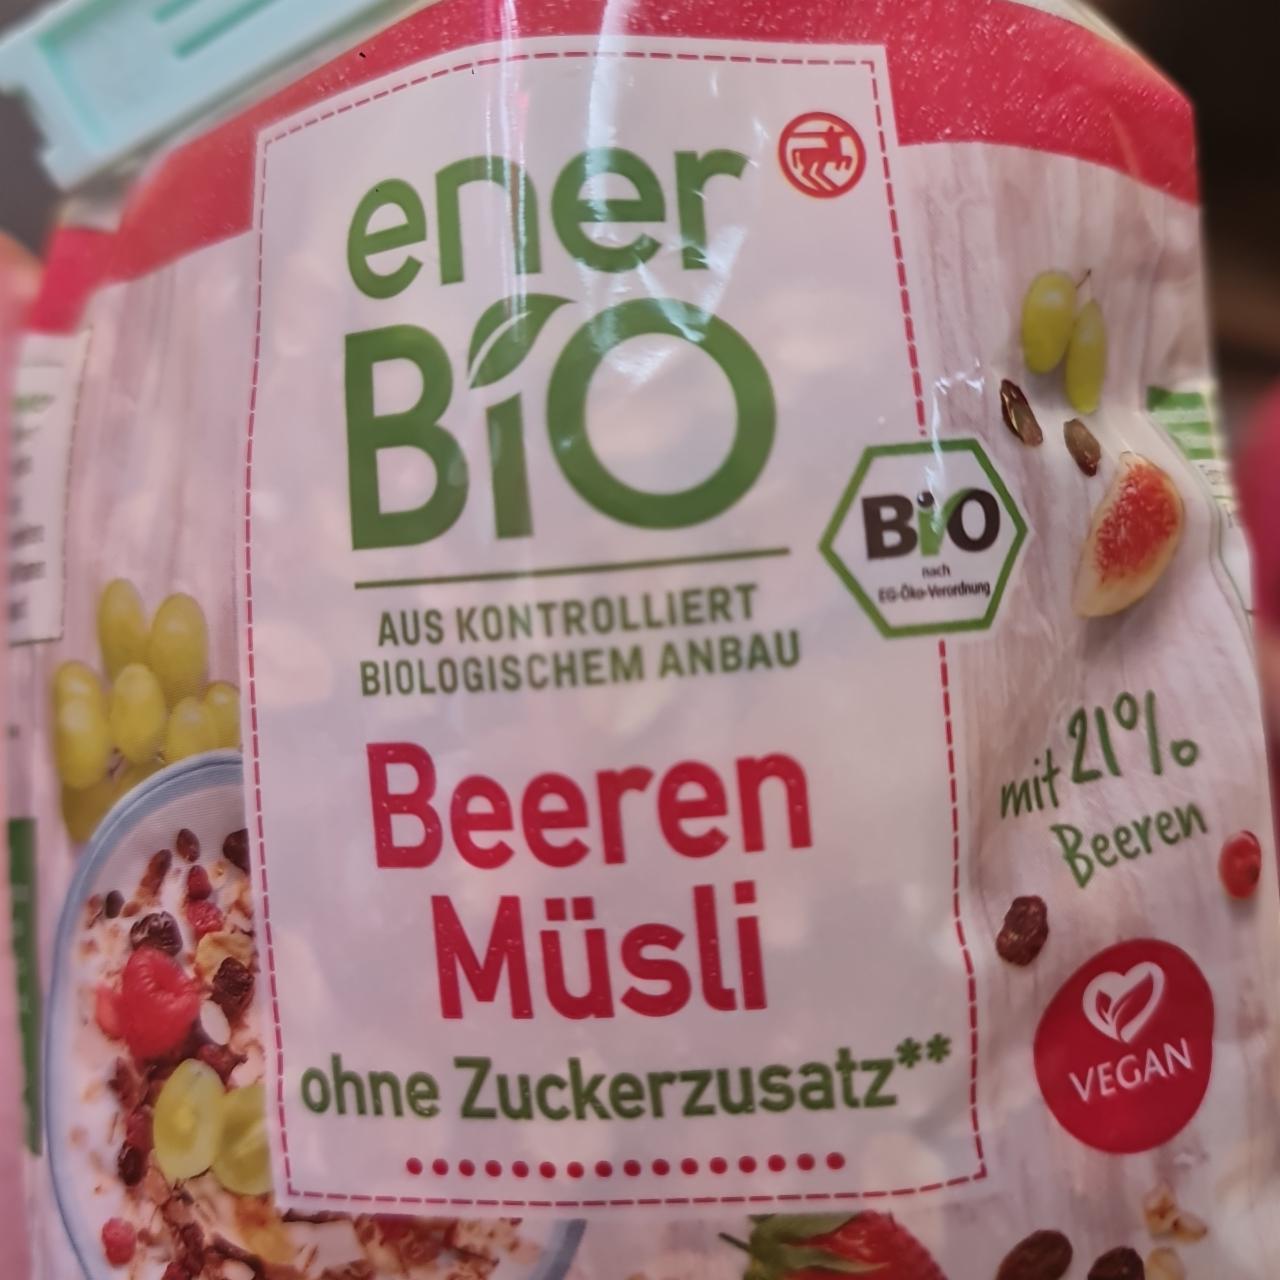 ener
BiO
AUS KONTROLLIERT
BIOLOGISCHEM ANBAU
BiO
nach
EG-Öko-Verordnung
Beeren
Müsli
ohne Zuckerzusatz**
mit 21%
Beeren
VEGAN